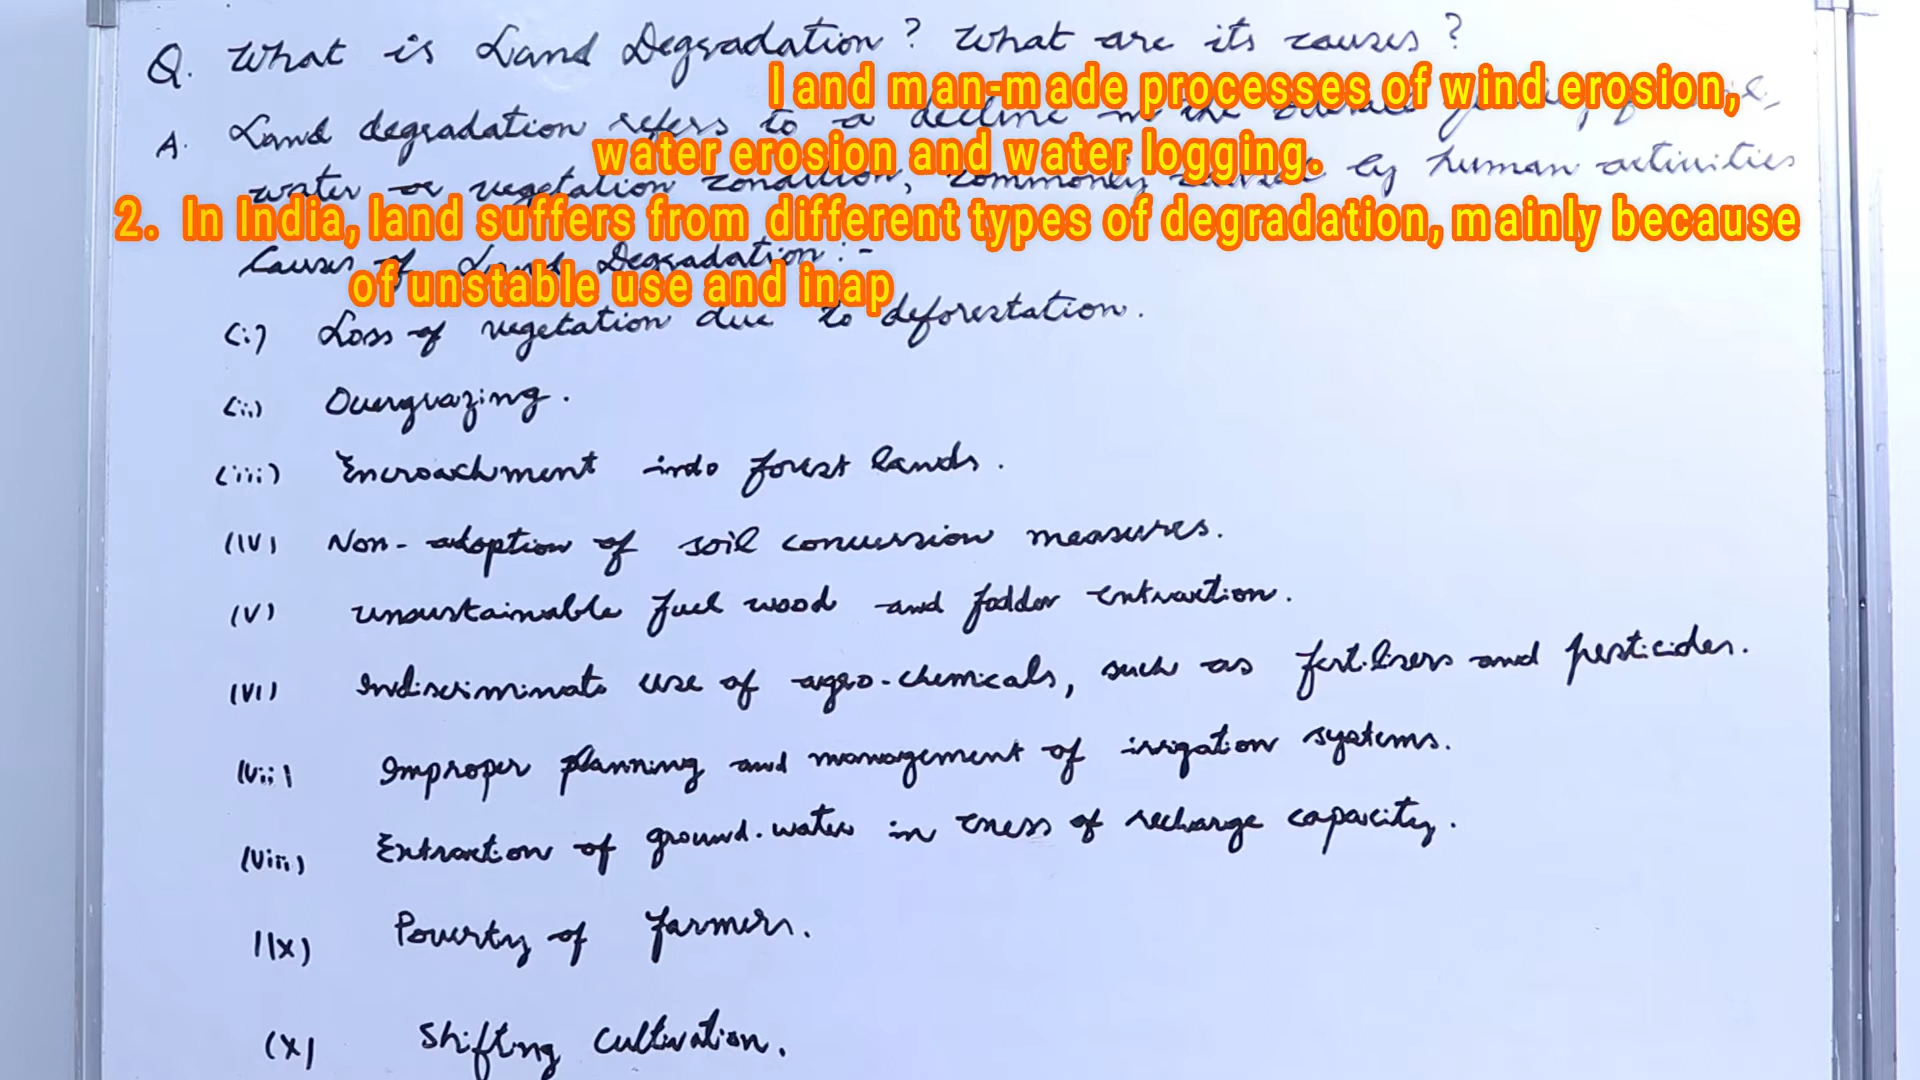 Q. What is Land Degradation? What are its causes?
l and man-made processes of wind erosion,
A. Land degradation refers to a decline in the overall quality of soil,
water erosion and water logging.
water or vegetation condition, commonly caused by human activities
2. In India, land suffers from different types of degradation, mainly because
Causes of Land Degradation:-
of unstable use and inap
(i) Loss of vegetation due to deforestation.
(ii) Overgrazing.
(iii) Encroachment into forest lands.
(IV) Non-adoption of soil conversion measures.
(V) Unsustainable fuel wood and fodder extraction.
(VI) Indiscriminate use of agro-chemicals, such as fertilisers and pesticides.
(Vii) Improper planning and management of irrigation systems.
(Viii) Extraction of ground-water in excess of recharge capacity.
(IX) Poverty of farmers.
(X) Shifting cultivation.